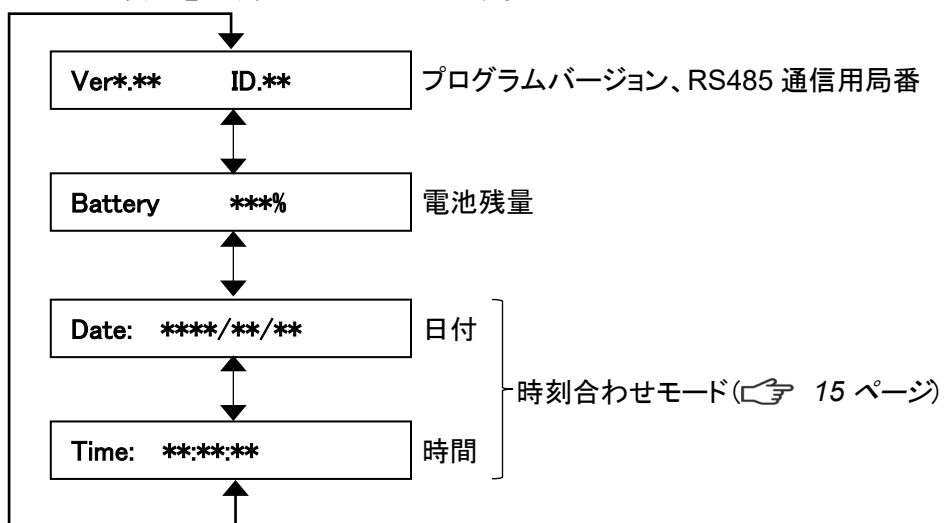 Ver*.** ID.** プログラムバージョン、RS485 通信用局番
Battery ***% 電池残量
Date: ****/**/** 日付
時刻合わせモード(☞ 15 ページ)
Time: **:**:** 時間